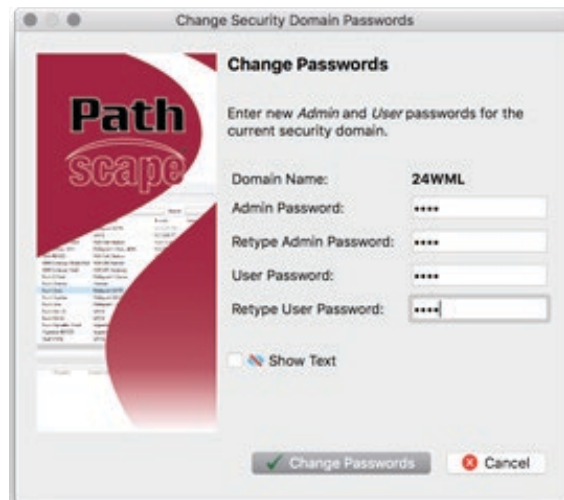 Change Security Domain Passwords
Path
scape
Change Passwords
Enter new Admin and User passwords for the
current security domain.
Domain Name: 24WML
Admin Password: ••••
Retype Admin Password: ••••
User Password: ••••
Retype User Password: ••••
Show Text
Change Passwords
Cancel